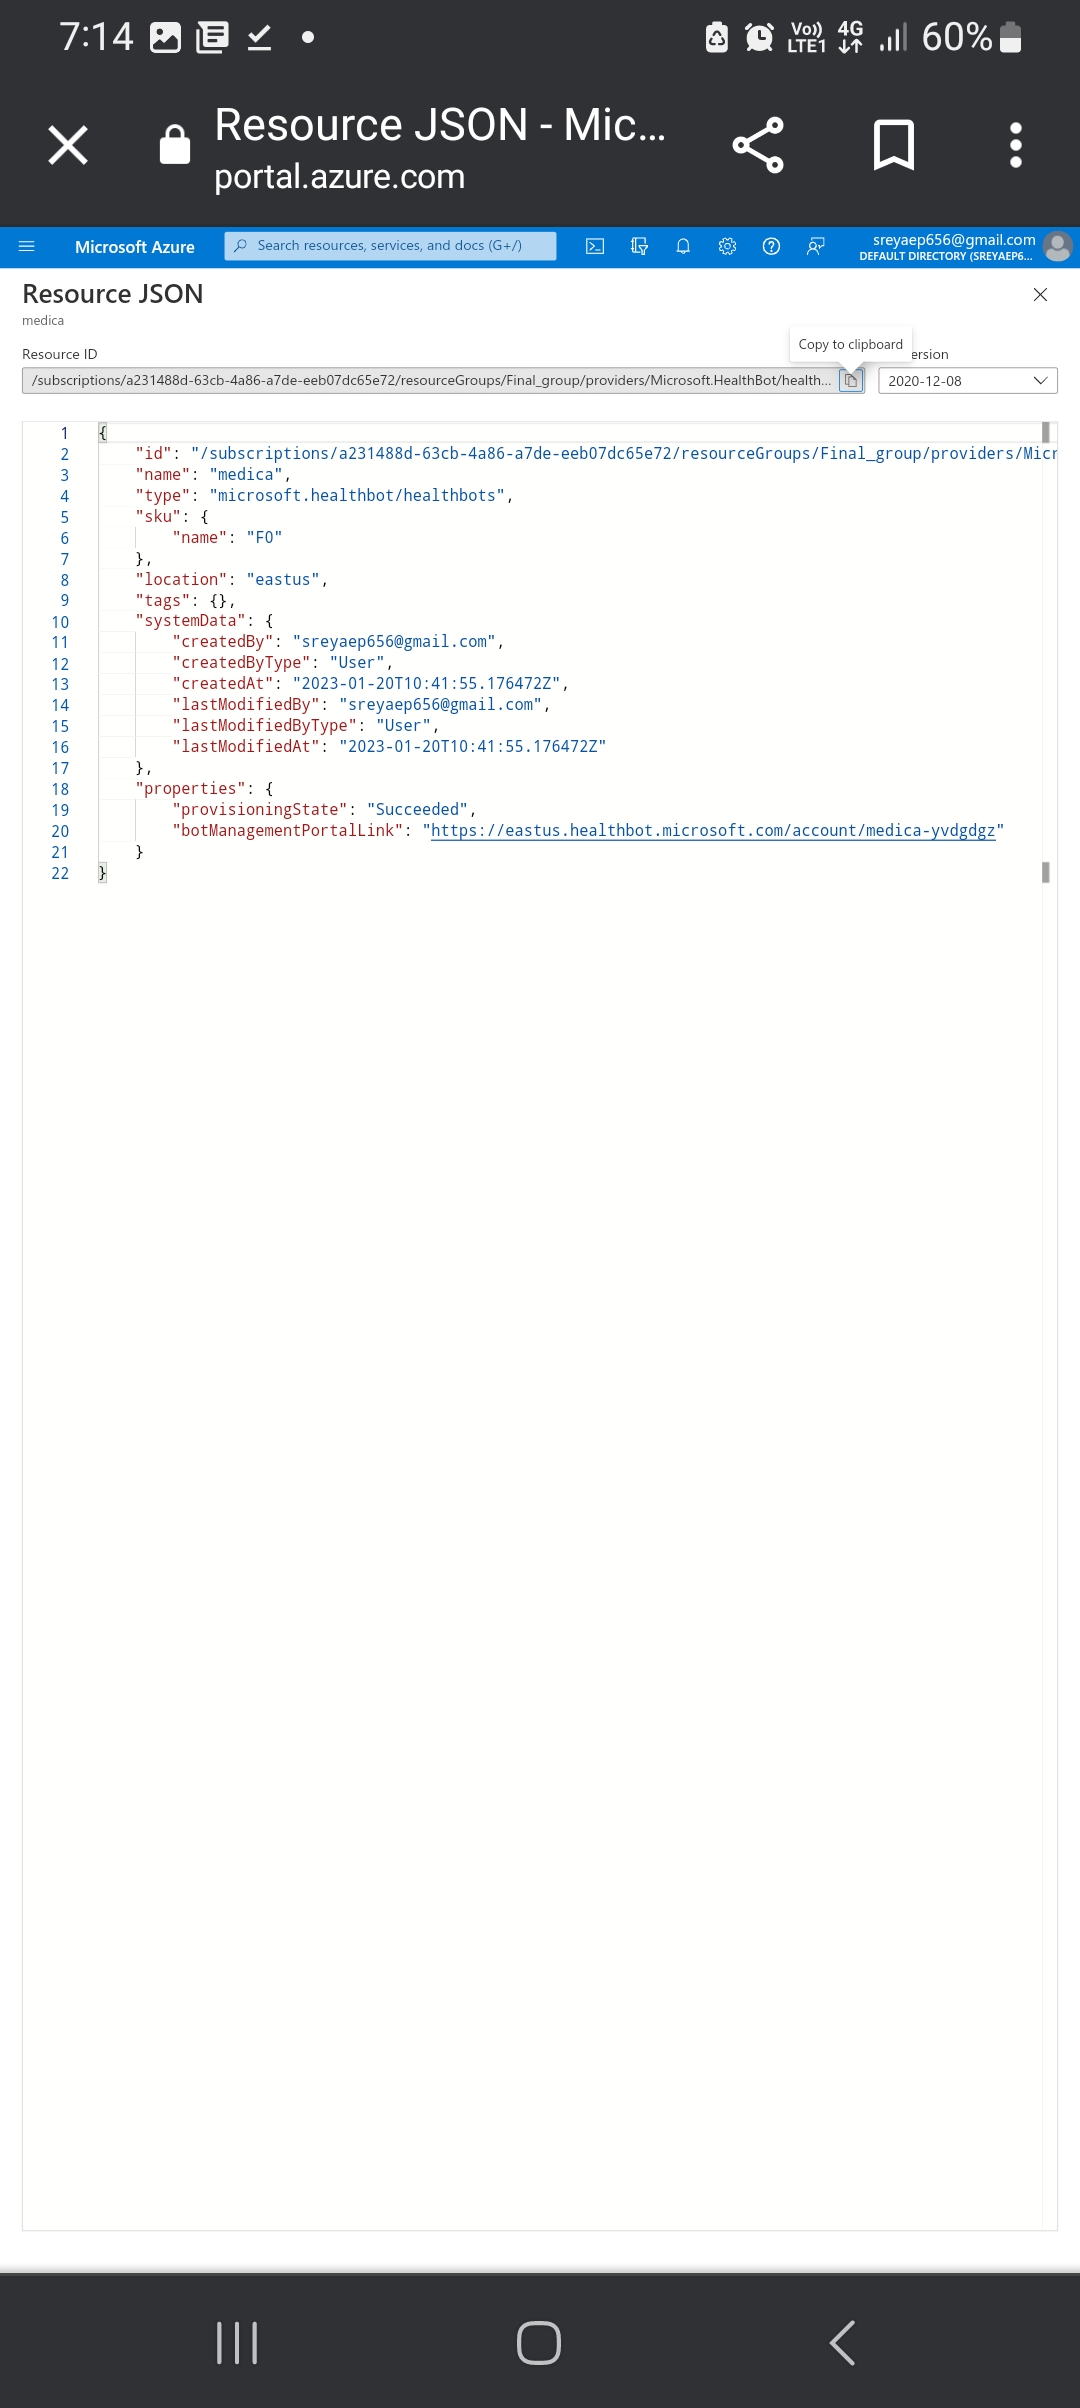 7:14 Vo)) LTE1 4G 60%
Resource JSON - Mic...
portal.azure.com
Microsoft Azure Search resources, services, and docs (G+/) sreyaep656@gmail.com
DEFAULT DIRECTORY (SREYAEP6...
Resource JSON
medica
Copy to clipboard
Resource ID ersion
/subscriptions/a231488d-63cb-4a86-a7de-eeb07dc65e72/resourceGroups/Final_group/providers/Microsoft.HealthBot/health... 2020-12-08
1 {
2 "id": "/subscriptions/a231488d-63cb-4a86-a7de-eeb07dc65e72/resourceGroups/Final_group/providers/Micr
3 "name": "medica",
4 "type": "microsoft.healthbot/healthbots",
5 "sku": {
6 "name": "F0"
7 },
8 "location": "eastus",
9 "tags": {},
10 "systemData": {
11 "createdBy": "sreyaep656@gmail.com",
12 "createdByType": "User",
13 "createdAt": "2023-01-20T10:41:55.176472Z",
14 "lastModifiedBy": "sreyaep656@gmail.com",
15 "lastModifiedByType": "User",
16 "lastModifiedAt": "2023-01-20T10:41:55.176472Z"
17 },
18 "properties": {
19 "provisioningState": "Succeeded",
20 "botManagementPortalLink": "https://eastus.healthbot.microsoft.com/account/medica-yvdgdgz"
21 }
22 }